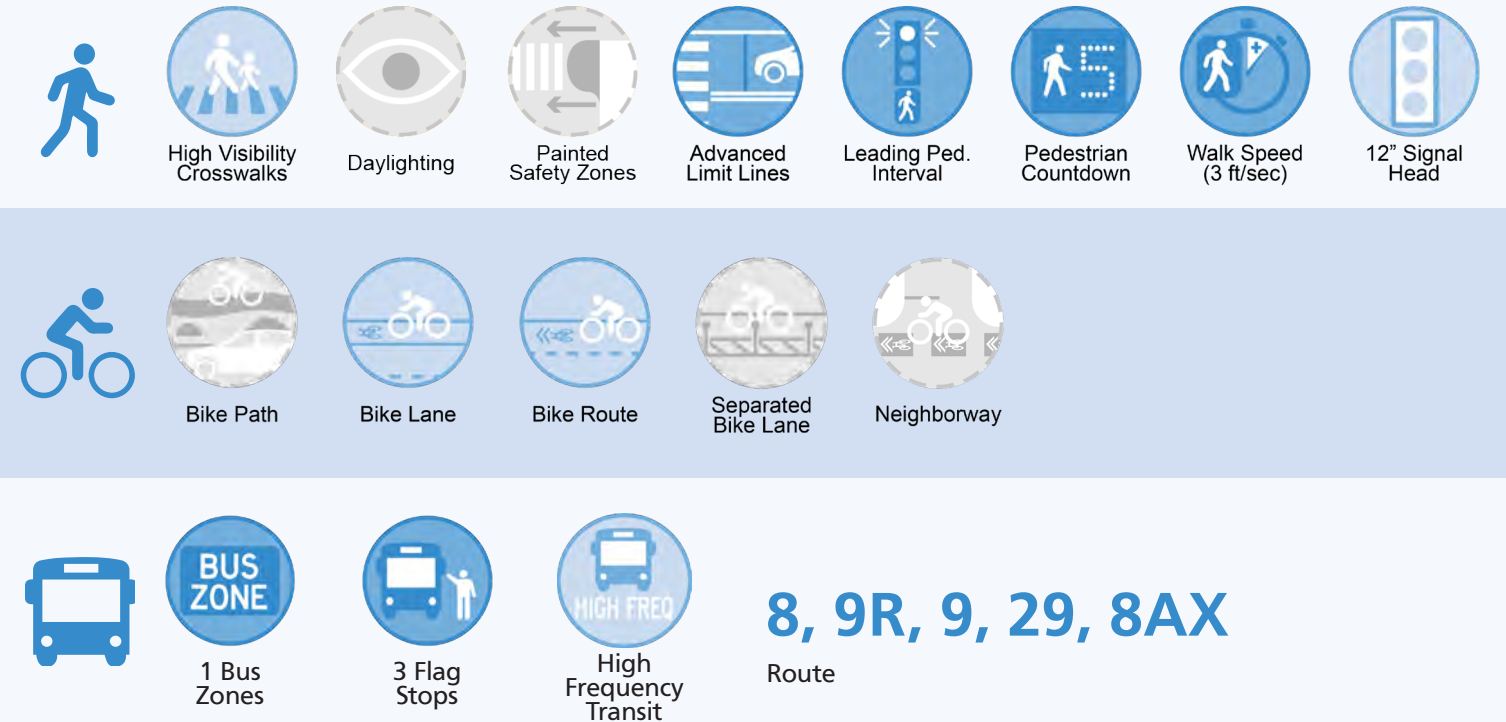 5
High Visibility
Crosswalks
Daylighting
Painted
Safety Zones
Advanced
Limit Lines
Leading Ped.
Interval
Pedestrian
Countdown
Walk Speed
(3 ft/sec)
12” Signal
Head
Bike Path
Bike Lane
Bike Route
Separated
Bike Lane
Neighborway
BUS
ZONE
1 Bus
Zones
3 Flag
Stops
HIGH FREQ
High
Frequency
Transit
8, 9R, 9, 29, 8AX
Route